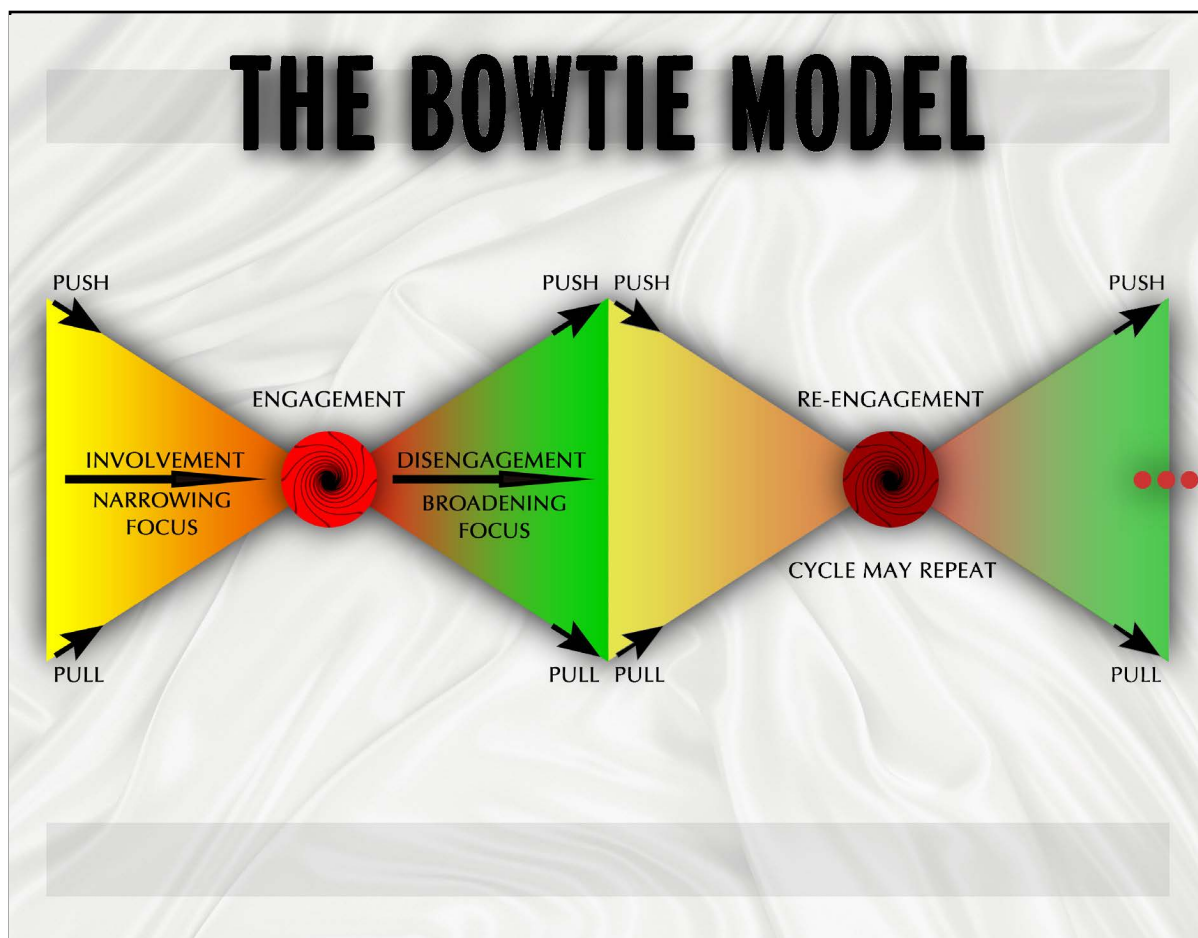 THE BOWTIE MODEL
PUSH
PUSH
PUSH
PUSH
ENGAGEMENT
RE-ENGAGEMENT
INVOLVEMENT
NARROWING
FOCUS
DISENGAGEMENT
BROADENING
FOCUS
CYCLE MAY REPEAT
PULL
PULL
PULL
PULL